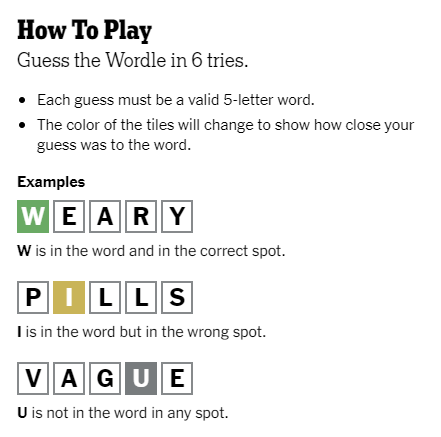 How To Play
Guess the Wordle in 6 tries.
• Each guess must be a valid 5-letter word.
• The color of the tiles will change to show how close your
guess was to the word.
Examples
W E A R Y
W is in the word and in the correct spot.
P I L L S
I is in the word but in the wrong spot.
V A G U E
U is not in the word in any spot.